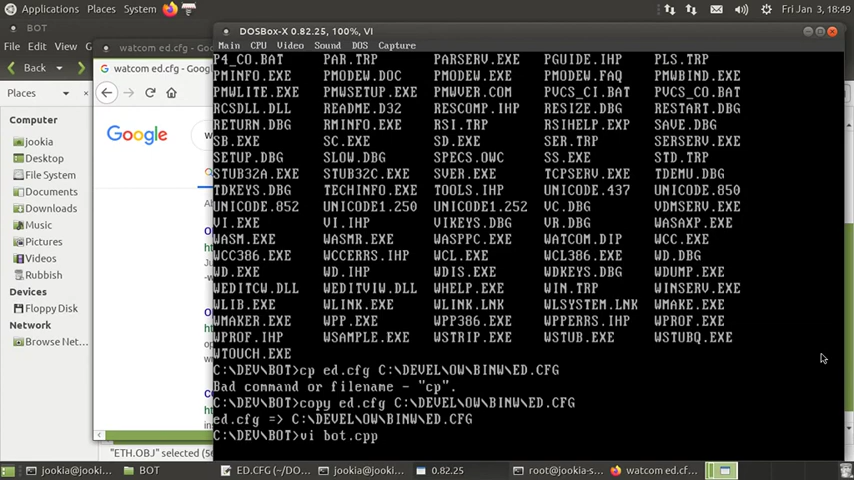 Applications Places System Fri Jan 3, 18:49
BOT
File Edit
Back
Places
Computer
jookia
Desktop
File System
Documents
Downloads
Music
Pictures
Videos
Rubbish
Devices
Floppy Disk
Network
Browse Net...
"ETH.OBJ" selected (5
watcom ed.cfg - Google
watcom ed.cfg - Goog
Google
DOSBox-X 0.82.25, 100%, VI
Main CPU Video Sound DOS Capture
P4_CO.BAT PAR.TRP PARSERV.EXE PGUIDE.IHP PLS.TRP
PMINFO.EXE PMODEW.DOC PMODEW.EXE PMODEW.FAQ PMWBIND.EXE
PMWLITE.EXE PMWSETUP.EXE PMWVER.COM PVCS_CI.BAT PVCS_CO.BAT
RCSDLL.DLL README.D32 RESCOMP.IHP RESIZE.DBG RESTART.DBG
RETURN.DBG RMINFO.EXE RSI.TRP RSIHELP.EXP SAVE.DBG
SB.EXE SC.EXE SD.EXE SER.TRP SERSERV.EXE
SETUP.DBG SLOW.DBG SPECS.OWC SS.EXE STD.TRP
STUB32A.EXE STUB32C.EXE SVER.EXE TCPSERV.EXE TDEMU.DBG
TDKEYS.DBG TECHINFO.EXE TOOLS.IHP UNICODE.437 UNICODE.850
UNICODE.852 UNICODE1.250 UNICODE1.252 VC.DBG VDMSERV.EXE
VI.EXE VI.IHP VIKEYS.DBG VR.DBG WASAXP.EXE
WASM.EXE WASMR.EXE WASPPC.EXE WATCOM.DIP WCC.EXE
WCC386.EXE WCCERRS.IHP WCL.EXE WCL386.EXE WD.DBG
WD.EXE WD.IHP WDIS.EXE WDKEYS.DBG WDUMP.EXE
WEDITCW.DLL WEDITVIW.DLL WHELP.EXE WIN.TRP WINSERV.EXE
WLIB.EXE WLINK.EXE WLINK.LNK WLSYSTEM.LNK WMAKE.EXE
WMAKER.EXE WPP.EXE WPP386.EXE WPPERRS.IHP WPROF.EXE
WPROF.IHP WSAMPLE.EXE WSTRIP.EXE WSTUB.EXE WSTUBQ.EXE
WTOUCH.EXE
C:\DEV\BOT>cp ed.cfg C:\DEVEL\OW\BINW\ED.CFG
Bad command or filename - "cp".
C:\DEV\BOT>copy ed.cfg C:\DEVEL\OW\BINW\ED.CFG
ed.cfg => C:\DEVEL\OW\BINW\ED.CFG
C:\DEV\BOT>vi bot.cpp
jookia@jooki... BOT ED.CFG (~/DO... jookia@jooki... 0.82.25 root@jookia-s... watcom ed.cf...